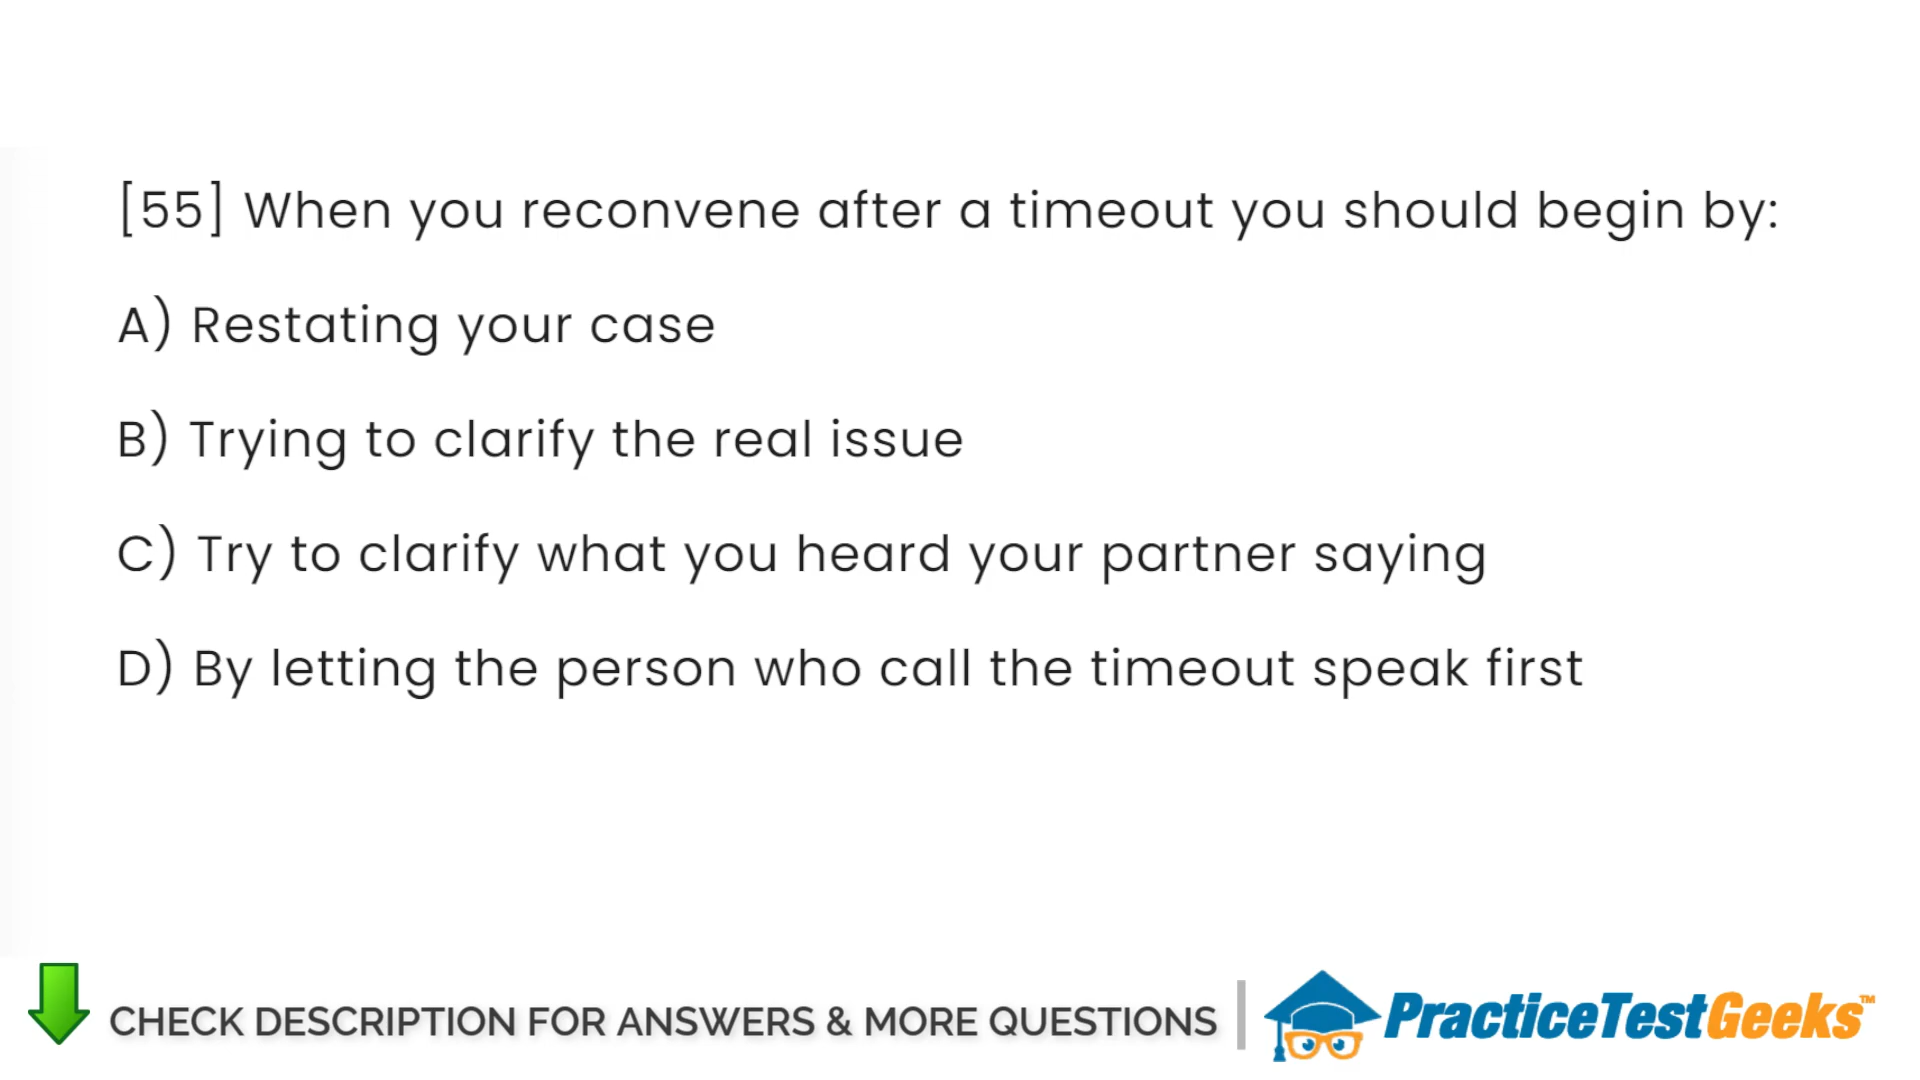 [55] When you reconvene after a timeout you should begin by:
A) Restating your case
B) Trying to clarify the real issue
C) Try to clarify what you heard your partner saying
D) By letting the person who call the timeout speak first
CHECK DESCRIPTION FOR ANSWERS & MORE QUESTIONS
PracticeTestGeeks™